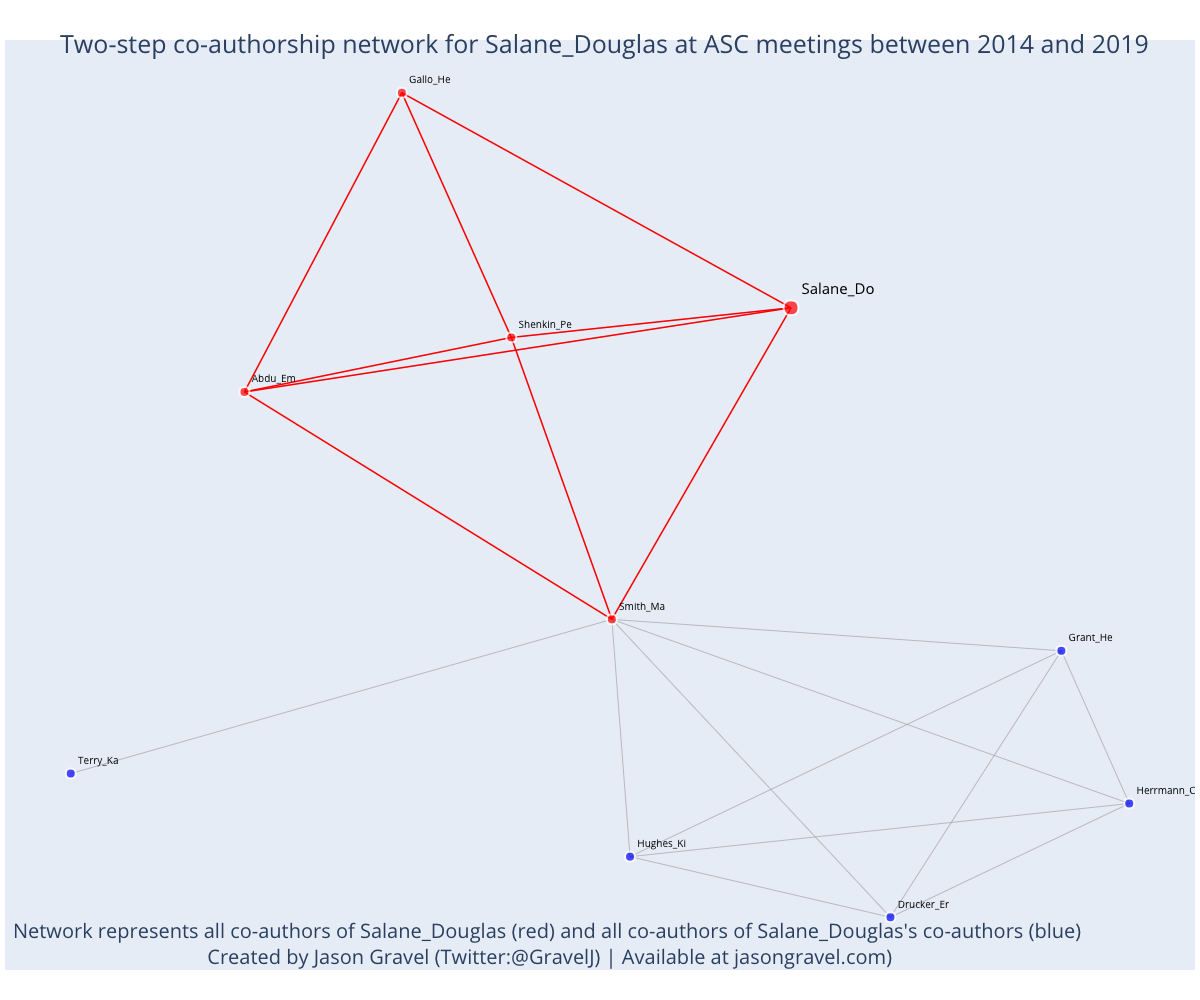 Two-step co-authorship network for Salane_Douglas at ASC meetings between 2014 and 2019
Gallo_He
Salane_Do
Shenkin_Pe
Abdu_Em
Smith_Ma
Grant_He
Terry_Ka
Herrmann_C
Hughes_Ki
Drucker_Er
Network represents all co-authors of Salane_Douglas (red) and all co-authors of Salane_Douglas's co-authors (blue)
Created by Jason Gravel (Twitter:@GravelJ) | Available at jasongravel.com)